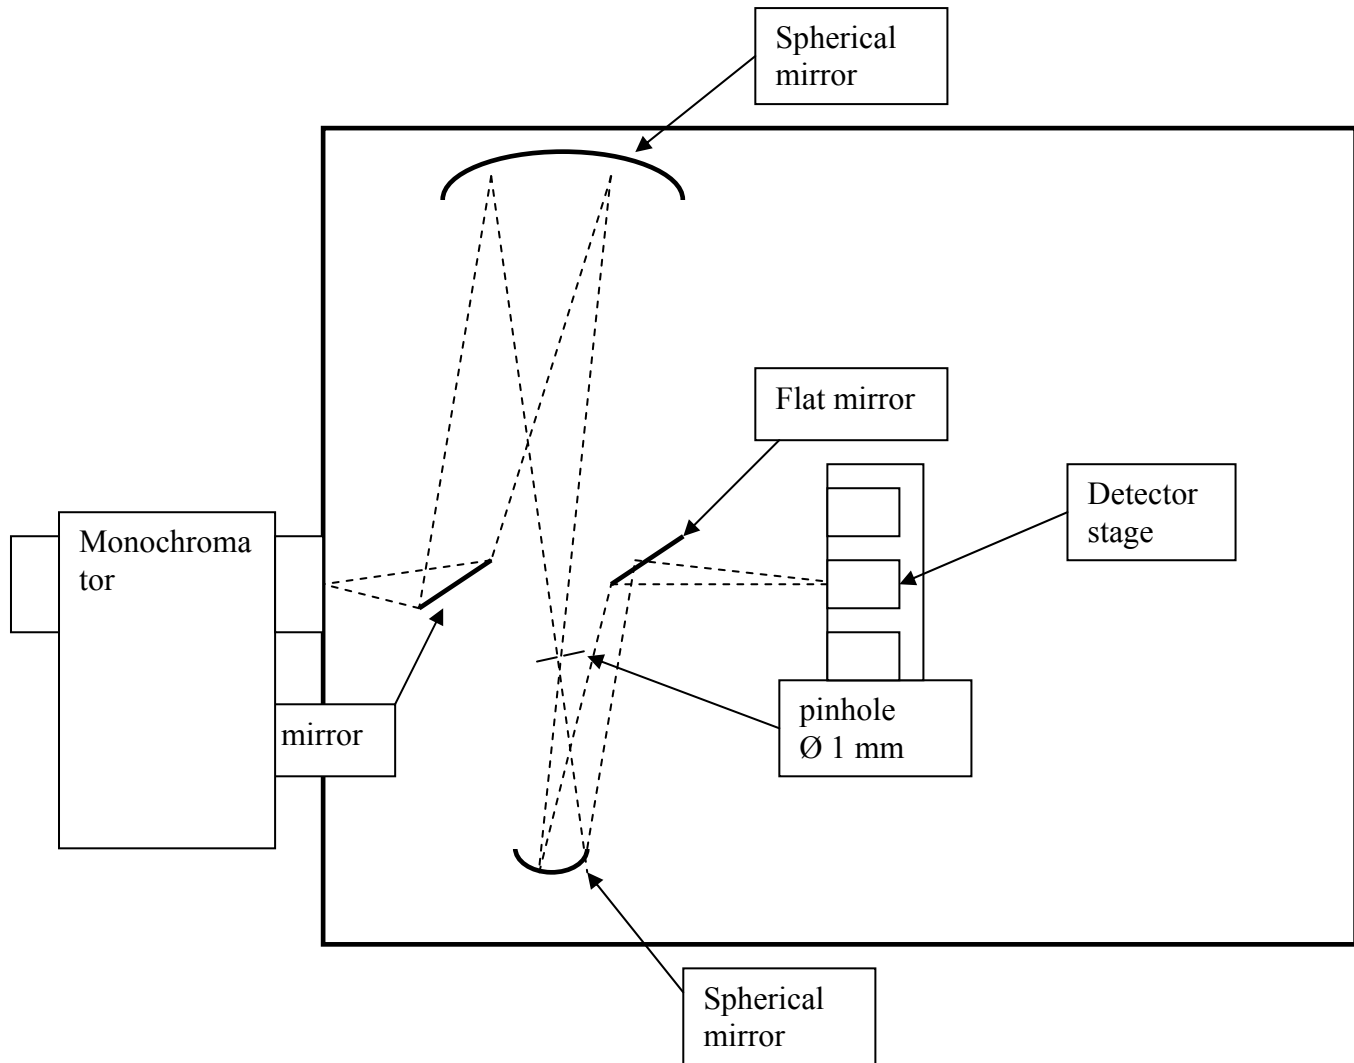 Spherical
mirror
Flat mirror
Detector
stage
Monochroma
tor
mirror
pinhole
Ø 1 mm
Spherical
mirror